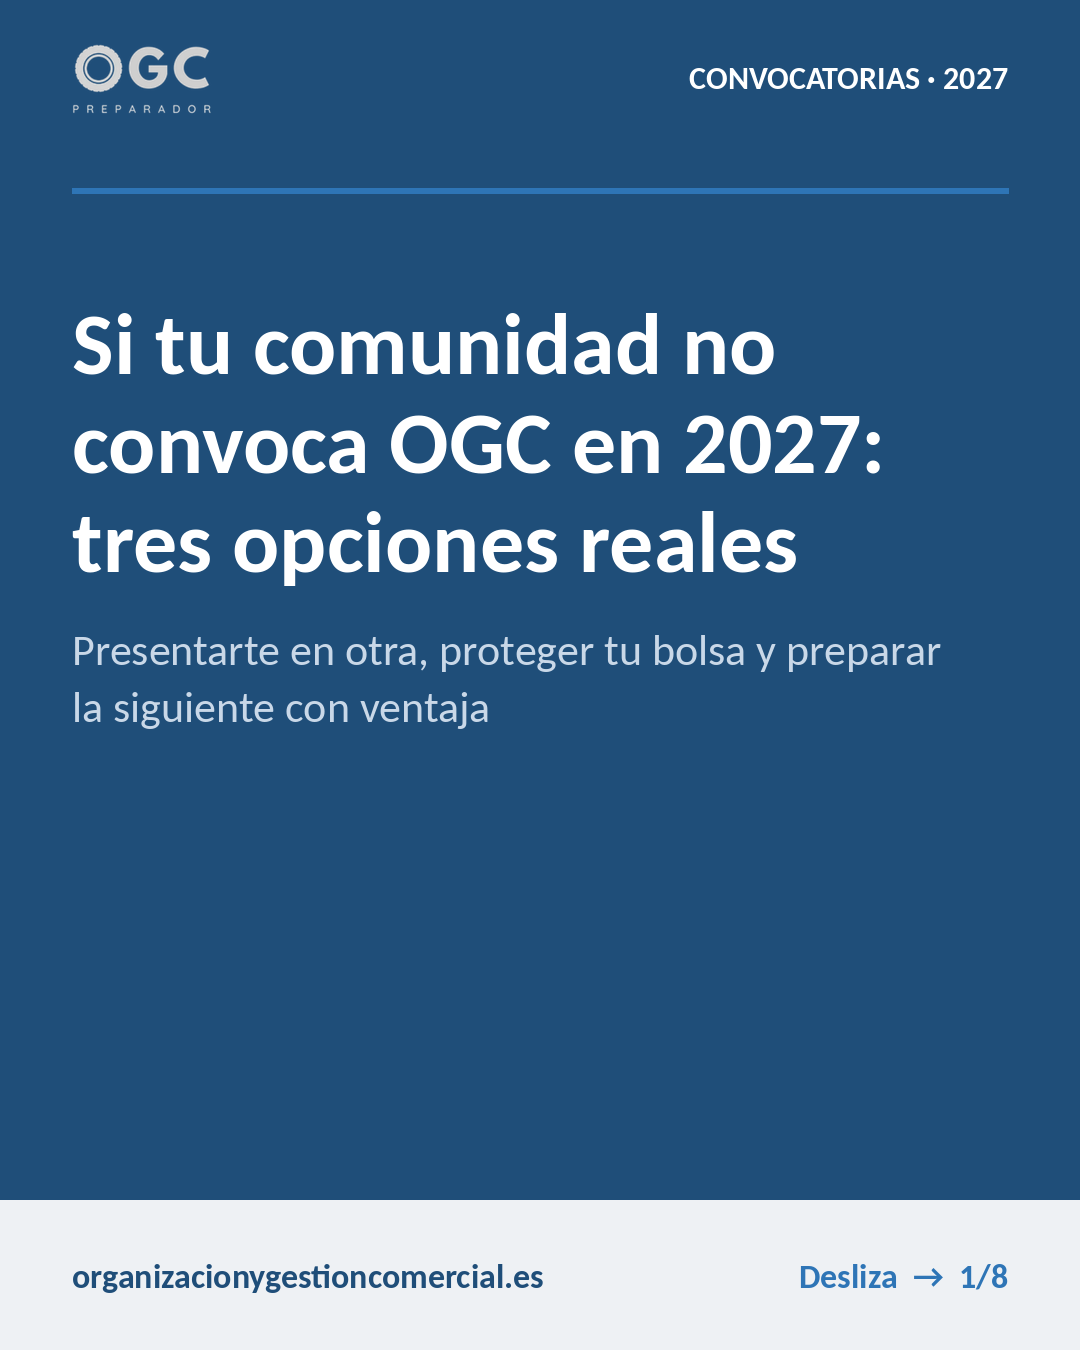 OGC
PREPARADOR
CONVOCATORIAS · 2027
Si tu comunidad no
convoca OGC en 2027:
tres opciones reales
Presentarte en otra, proteger tu bolsa y preparar
la siguiente con ventaja
organizacionygestioncomercial.es
Desliza → 1/8